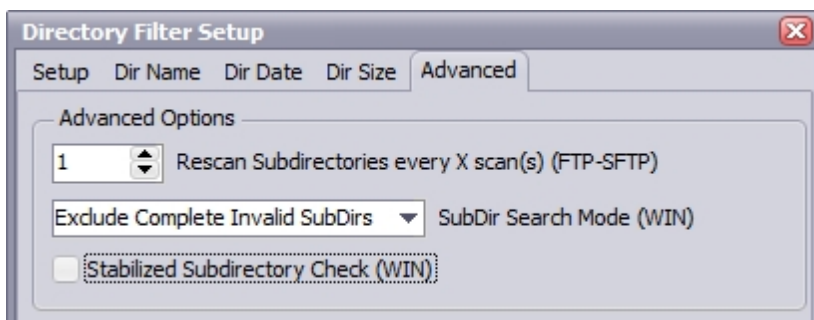 Directory Filter Setup
Setup Dir Name Dir Date Dir Size Advanced
Advanced Options
1 Rescan Subdirectories every X scan(s) (FTP-SFTP)
Exclude Complete Invalid SubDirs SubDir Search Mode (WIN)
Stabilized Subdirectory Check (WIN)